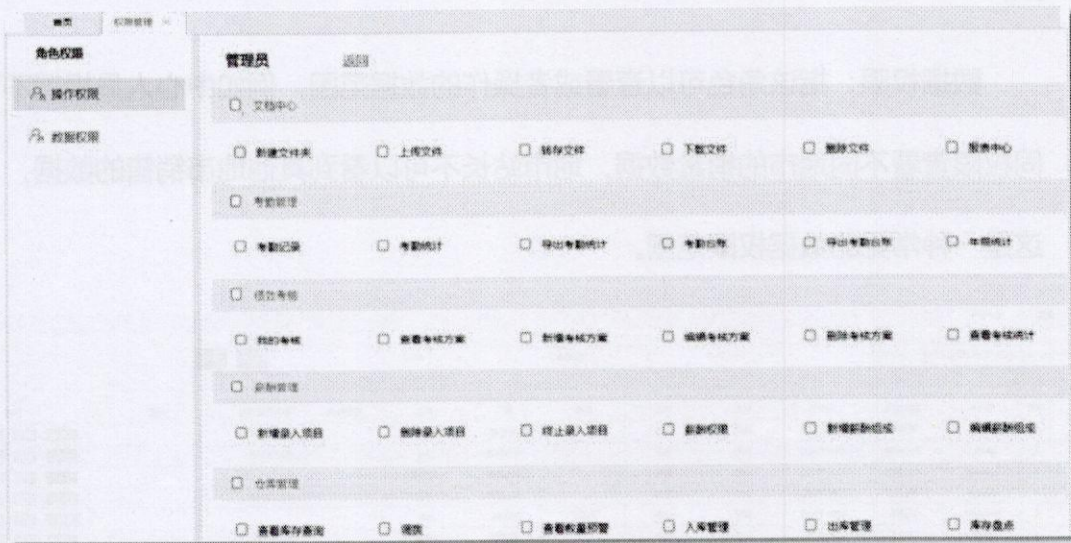 首页 权限管理 ×
角色权限
管理员 返回
操作权限
文档中心
数据权限
新建文件夹 上传文件 转存文件 下载文件 删除文件 报表中心
考勤管理
考勤记录 考勤统计 导出考勤统计 考勤台账 导出考勤台账 年假统计
绩效考核
我的考核 查看考核方案 新增考核方案 编辑考核方案 删除考核方案 查看考核统计
薪酬管理
新增录入项目 删除录入项目 终止录入项目 薪酬权限 新增薪酬组成 编辑薪酬组成
仓库管理
查看库存查询 调拨 查看数量预警 入库管理 出库管理 库存盘点